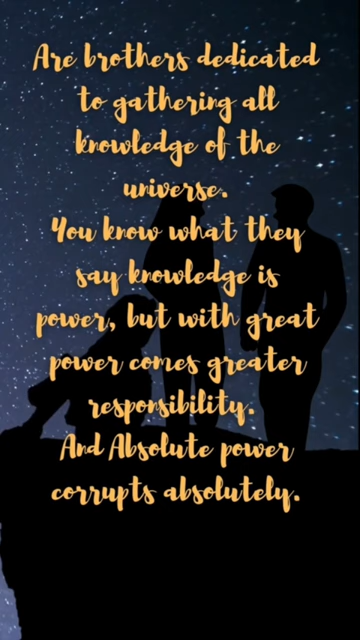 Are brothers dedicated
to gathering all
knowledge of the
universe.
You know what they
say knowledge is
power, but with great
power comes greater
responsibility.
And Absolute power
corrupts absolutely.